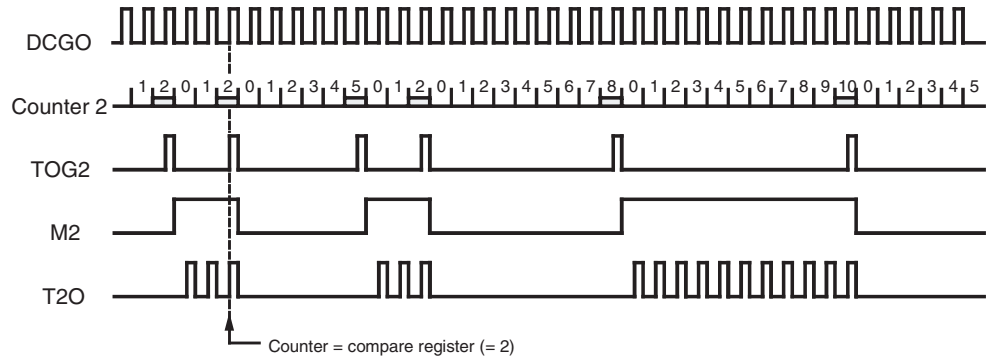 DCGO
1 2 0 1 2 0 1 2 3 4 5 0 1 2 0 1 2 3 4 5 6 7 8 0 1 2 3 4 5 6 7 8 9 10 0 1 2 3 4 5
Counter 2
TOG2
M2
T2O
Counter = compare register (= 2)